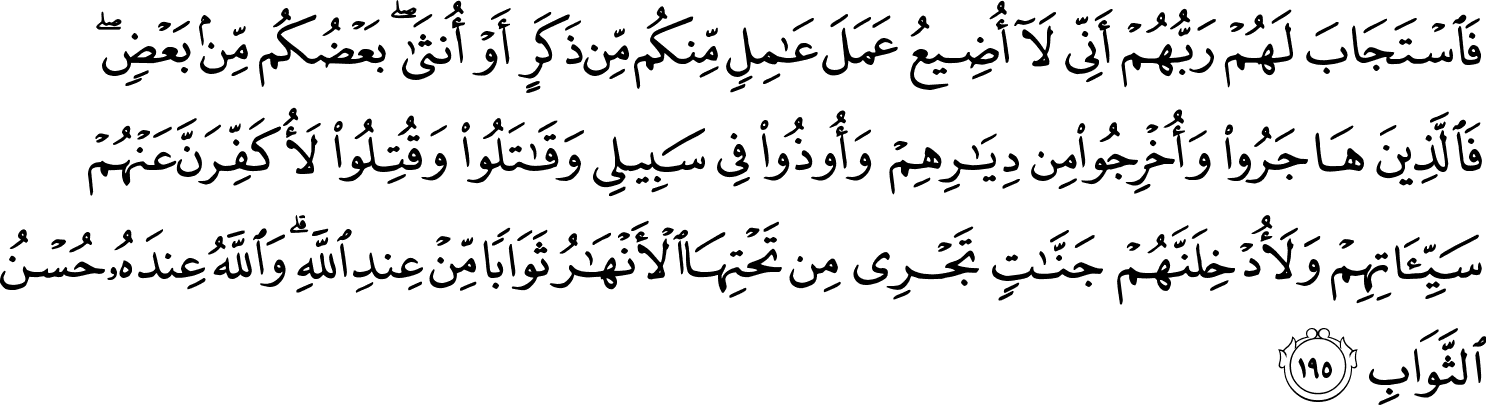 فَٱسۡتَجَابَ لَهُمۡ رَبُّهُمۡ أَنِّي لَآ أُضِيعُ عَمَلَ عَـٰمِلٖ مِّنكُم مِّن ذَكَرٍ أَوۡ أُنثَىٰۖ بَعۡضُكُم مِّنۢ بَعۡضٖۖ
فَٱلَّذِينَ هَاجَرُواْ وَأُخۡرِجُواْ مِن دِيَٰرِهِمۡ وَأُوذُواْ فِي سَبِيلِي وَقَٰتَلُواْ وَقُتِلُواْ لَأُكَفِّرَنَّ عَنۡهُمۡ
سَيِّـَٔاتِهِمۡ وَلَأُدۡخِلَنَّهُمۡ جَنَّـٰتٖ تَجۡرِي مِن تَحۡتِهَا ٱلۡأَنۡهَٰرُ ثَوَابٗا مِّنۡ عِندِ ٱللَّهِۚ وَٱللَّهُ عِندَهُۥ حُسۡنُ
ٱلثَّوَابِ ١٩٥